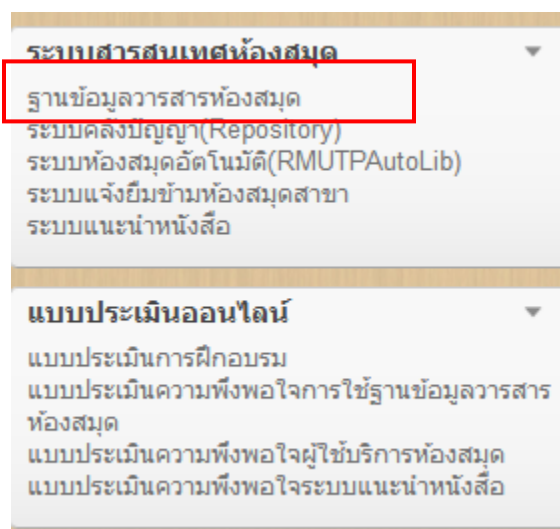 ระบบสารสนเทศห้องสมุด
ฐานข้อมูลวารสารห้องสมุด
ระบบคลังปัญญา(Repository)
ระบบห้องสมุดอัตโนมัติ(RMUTPAutoLib)
ระบบแจ้งยืมข้ามห้องสมุดสาขา
ระบบแนะนำหนังสือ
แบบประเมินออนไลน์
แบบประเมินการฝึกอบรม
แบบประเมินความพึงพอใจการใช้ฐานข้อมูลวารสาร
ห้องสมุด
แบบประเมินความพึงพอใจผู้ใช้บริการห้องสมุด
แบบประเมินความพึงพอใจระบบแนะนำหนังสือ